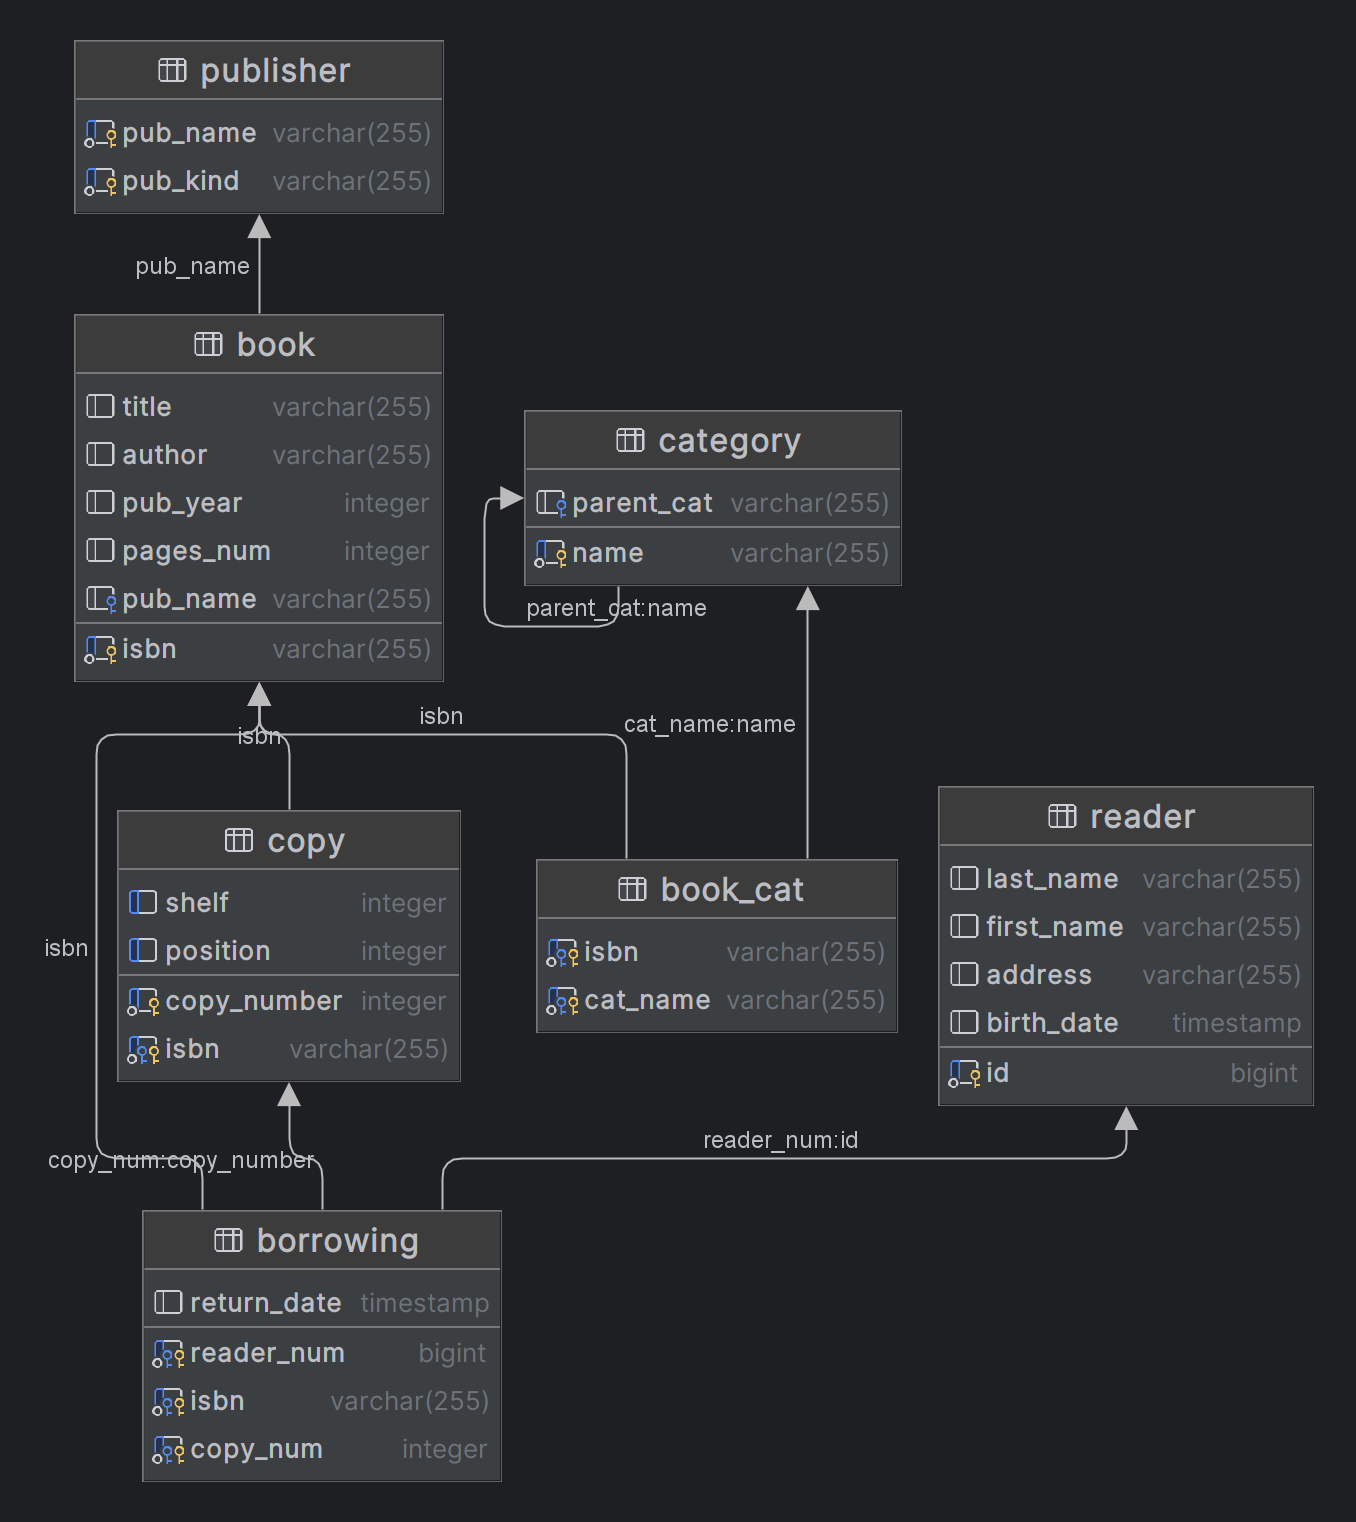 publisher
pub_name varchar(255)
pub_kind varchar(255)
pub_name
book
title varchar(255)
author varchar(255)
pub_year integer
pages_num integer
pub_name varchar(255)
isbn varchar(255)
category
parent_cat varchar(255)
name varchar(255)
parent_cat:name
isbn
isbn
cat_name:name
copy
shelf integer
position integer
copy_number integer
isbn varchar(255)
isbn
book_cat
isbn varchar(255)
cat_name varchar(255)
reader
last_name varchar(255)
first_name varchar(255)
address varchar(255)
birth_date timestamp
id bigint
copy_num:copy_number
reader_num:id
borrowing
return_date timestamp
reader_num bigint
isbn varchar(255)
copy_num integer